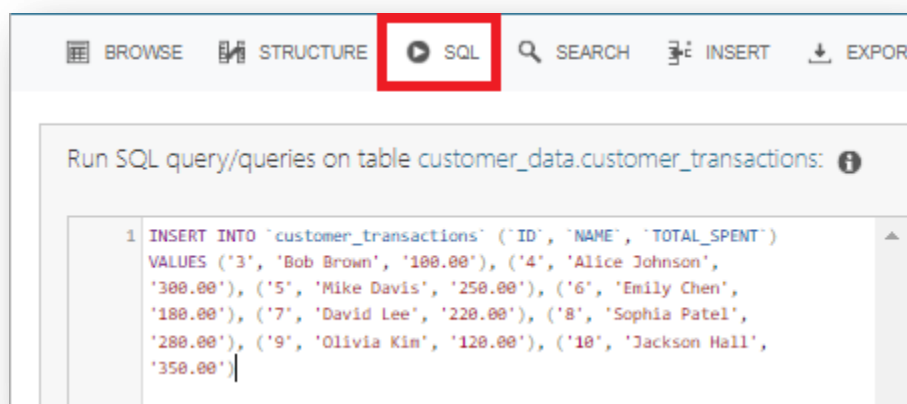 BROWSE STRUCTURE SQL SEARCH INSERT EXPOR
Run SQL query/queries on table customer_data.customer_transactions:
1 INSERT INTO `customer_transactions` (`ID`, `NAME`, `TOTAL_SPENT`)
VALUES ('3', 'Bob Brown', '100.00'), ('4', 'Alice Johnson',
'300.00'), ('5', 'Mike Davis', '250.00'), ('6', 'Emily Chen',
'180.00'), ('7', 'David Lee', '220.00'), ('8', 'Sophia Patel',
'280.00'), ('9', 'Olivia Kim', '120.00'), ('10', 'Jackson Hall',
'350.00')